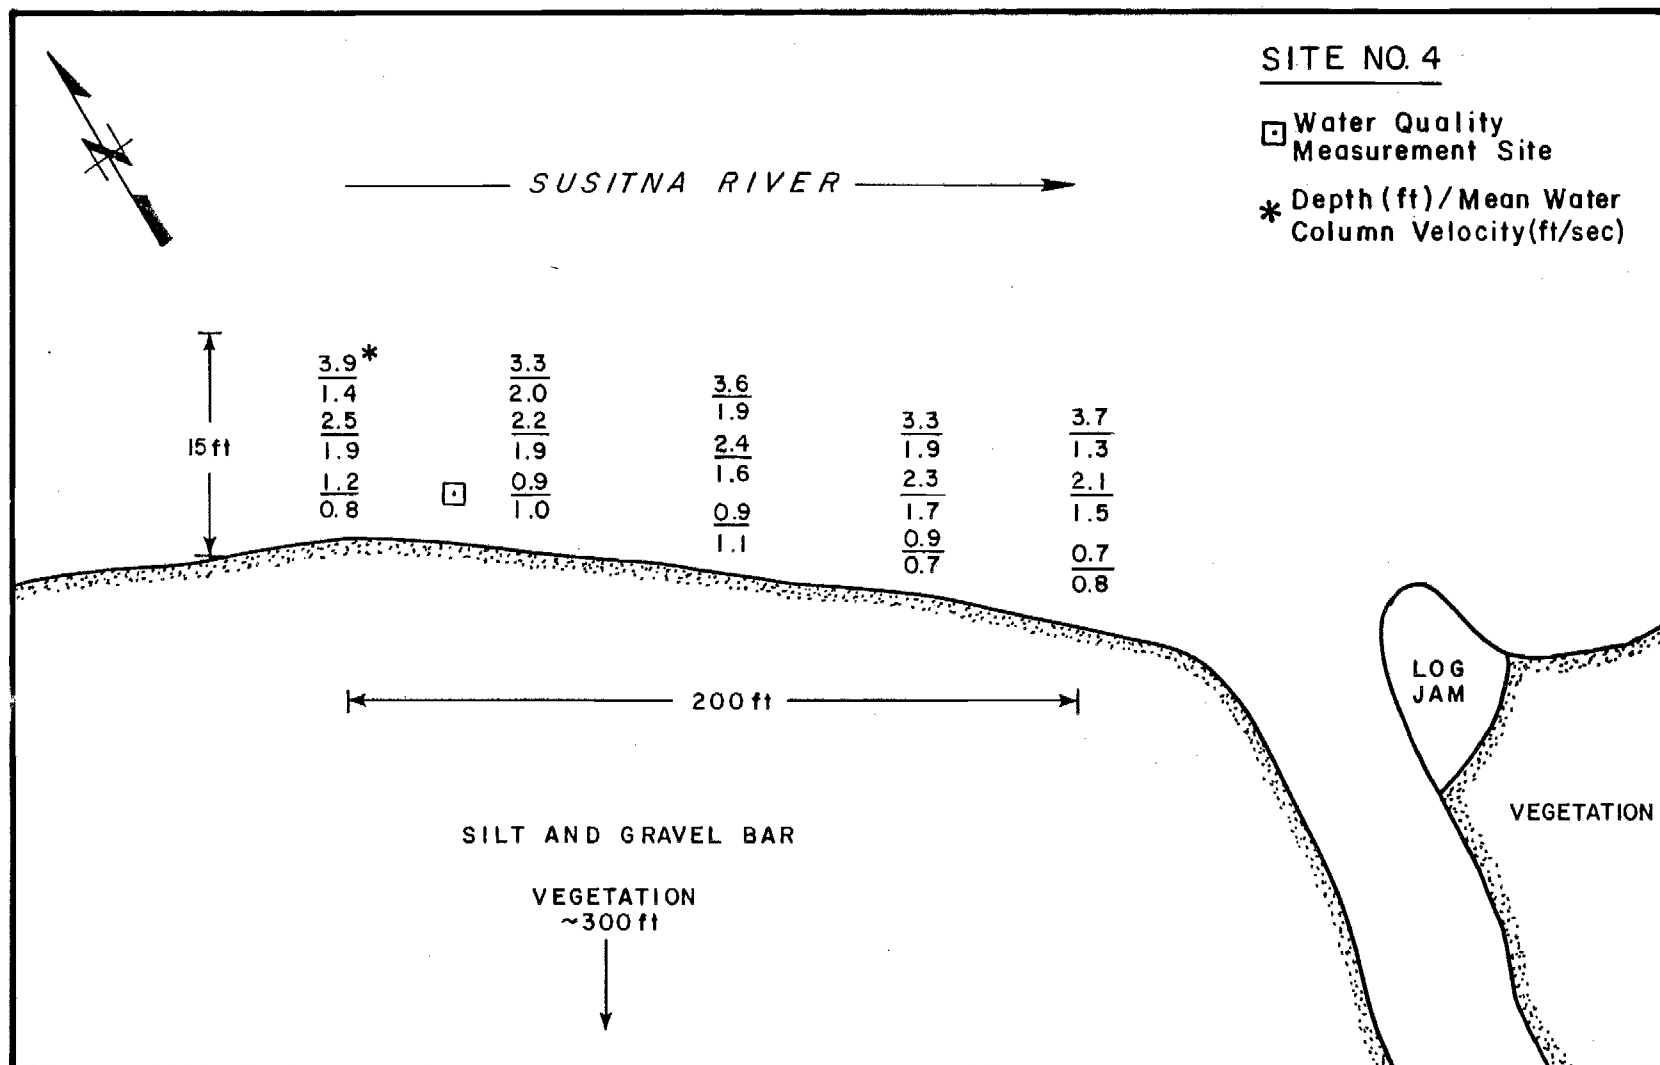 SITE NO. 4
Water Quality
Measurement Site
* Depth (ft) / Mean Water
Column Velocity (ft/sec)
N
SUSITNA RIVER
15 ft
3.9*
1.4
2.5
1.9
1.2
0.8
3.3
2.0
2.2
1.9
0.9
1.0
3.6
1.9
2.4
1.6
0.9
1.1
3.3
1.9
2.3
1.7
0.9
0.7
3.7
1.3
2.1
1.5
0.7
0.8
200 ft
LOG
JAM
VEGETATION
SILT AND GRAVEL BAR
VEGETATION
~300 ft